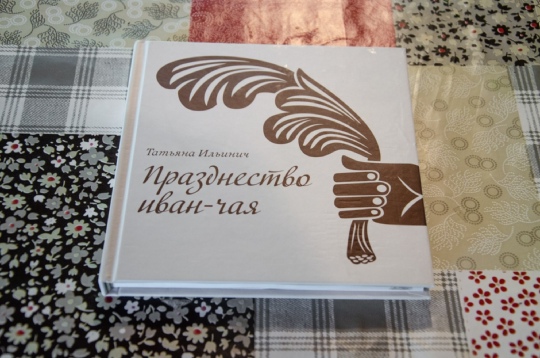 Татьяна Ильинич
Празднество
иван-чая